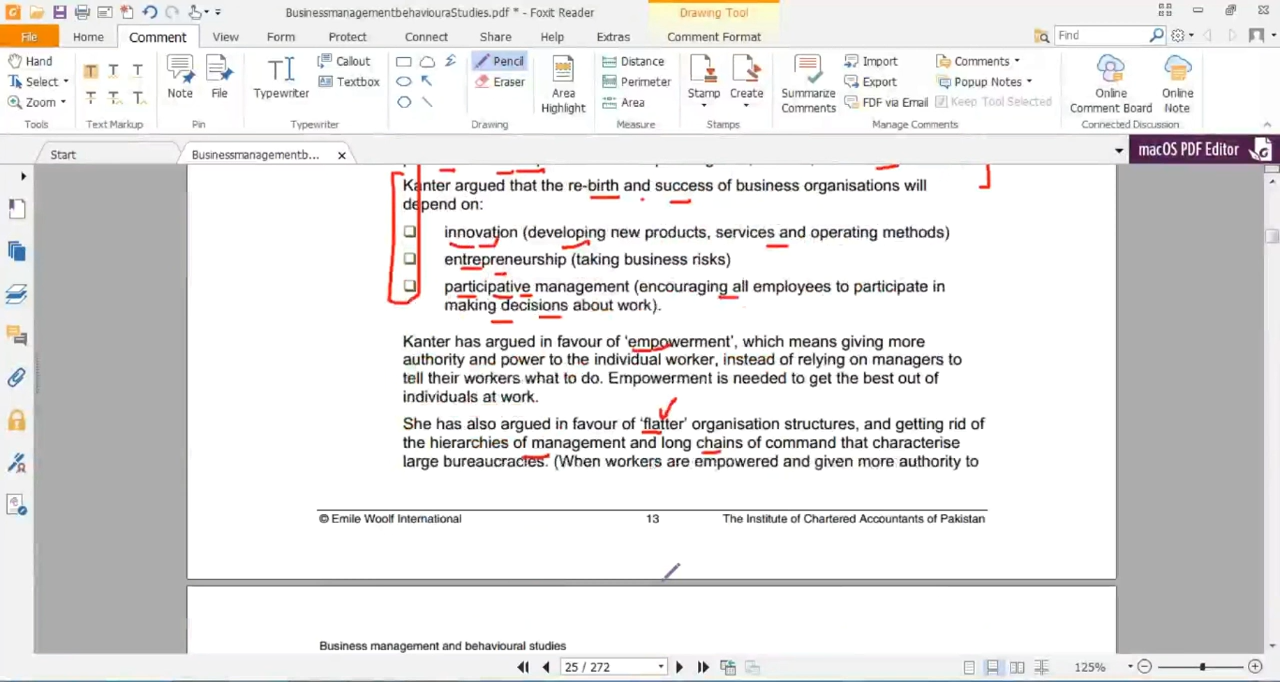 BusinessmanagementbehaviouraStudies.pdf * - Foxit Reader
Drawing Tool
File Home Comment View Form Protect Connect Share Help Extras Comment Format
Find
Hand
Select
Zoom
Tools
Text Markup
Note
File
Pin
Typewriter
Callout
Textbox
Typewriter
Pencil
Eraser
Drawing
Area
Highlight
Distance
Perimeter
Area
Measure
Stamp
Create
Stamps
Summarize
Comments
Import
Export
FDF via Email
Comments
Popup Notes
Keep Tool Selected
Manage Comments
Online
Comment Board
Online
Note
Connected Discussion
Start
Businessmanagementb...
macOS PDF Editor
Kanter argued that the re-birth and success of business organisations will
depend on:
❑ innovation (developing new products, services and operating methods)
❑ entrepreneurship (taking business risks)
❑ participative management (encouraging all employees to participate in
making decisions about work).
Kanter has argued in favour of ‘empowerment’, which means giving more
authority and power to the individual worker, instead of relying on managers to
tell their workers what to do. Empowerment is needed to get the best out of
individuals at work.
She has also argued in favour of ‘flatter’ organisation structures, and getting rid of
the hierarchies of management and long chains of command that characterise
large bureaucracies. (When workers are empowered and given more authority to
© Emile Woolf International 13 The Institute of Chartered Accountants of Pakistan
Business management and behavioural studies
25 / 272
125%